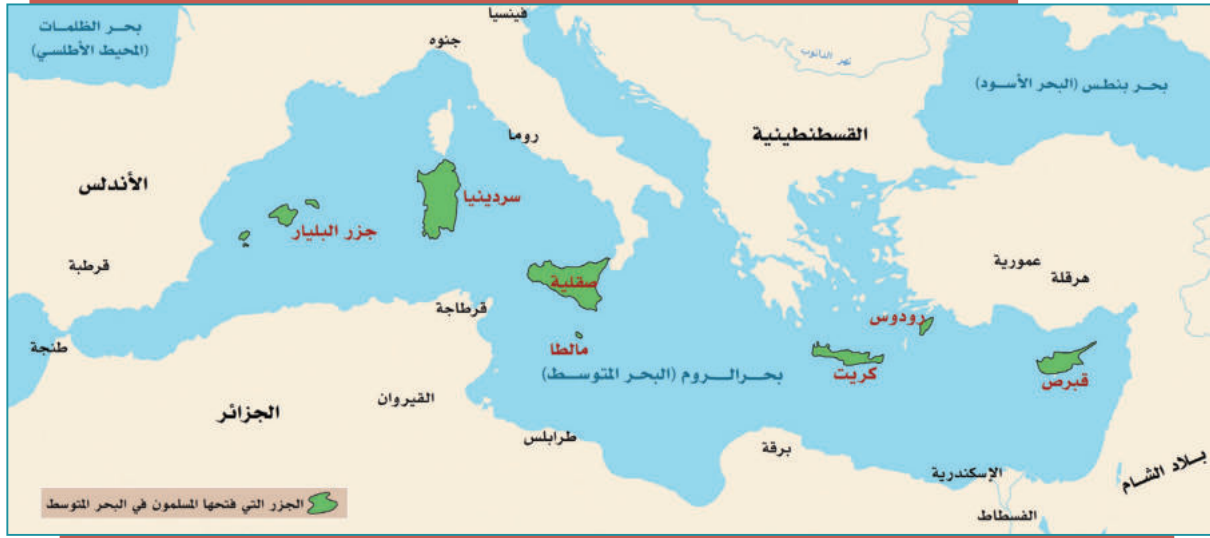 بحر الظلمات
(المحيط الأطلسي)
فينسيا
جنوه
نهر الدانوب
بحر بنطس (البحر الأسود)
القسطنطينية
روما
الأندلس
سردينيا
جزر البليار
قرطبة
عمورية
هرقلة
صقلية
قرطاجة
رودوس
طنجة
مالطا
كريت
قبرص
بحر الروم (البحر المتوسط)
القيروان
الجزائر
طرابلس
برقة
الإسكندرية
بلاد الشام
الفسطاط
الجزر التي فتحها المسلمون في البحر المتوسط